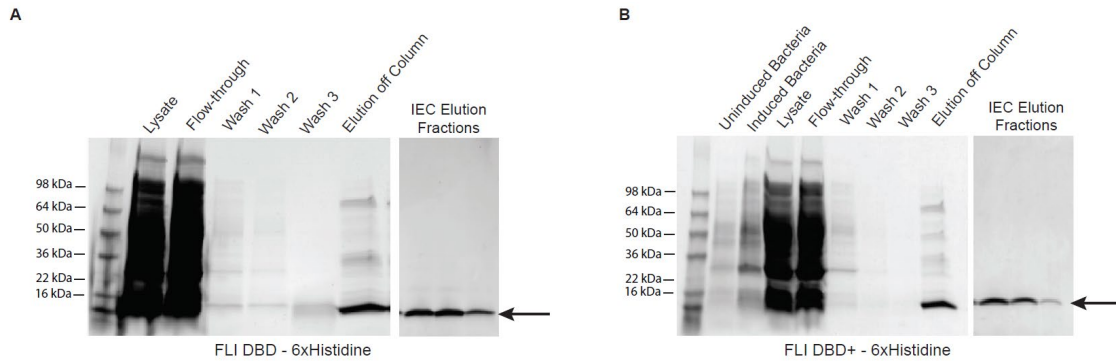 A
Lysate
Flow-through
Wash 1
Wash 2
Wash 3
Elution off Column
IEC Elution
Fractions
98 kDa
64 kDa
50 kDa
36 kDa
22 kDa
16 kDa
FLI DBD - 6xHistidine
B
Uninduced Bacteria
Induced Bacteria
Lysate
Flow-through
Wash 1
Wash 2
Wash 3
Elution off Column
IEC Elution
Fractions
98 kDa
64 kDa
50 kDa
36 kDa
22 kDa
16 kDa
FLI DBD+ - 6xHistidine